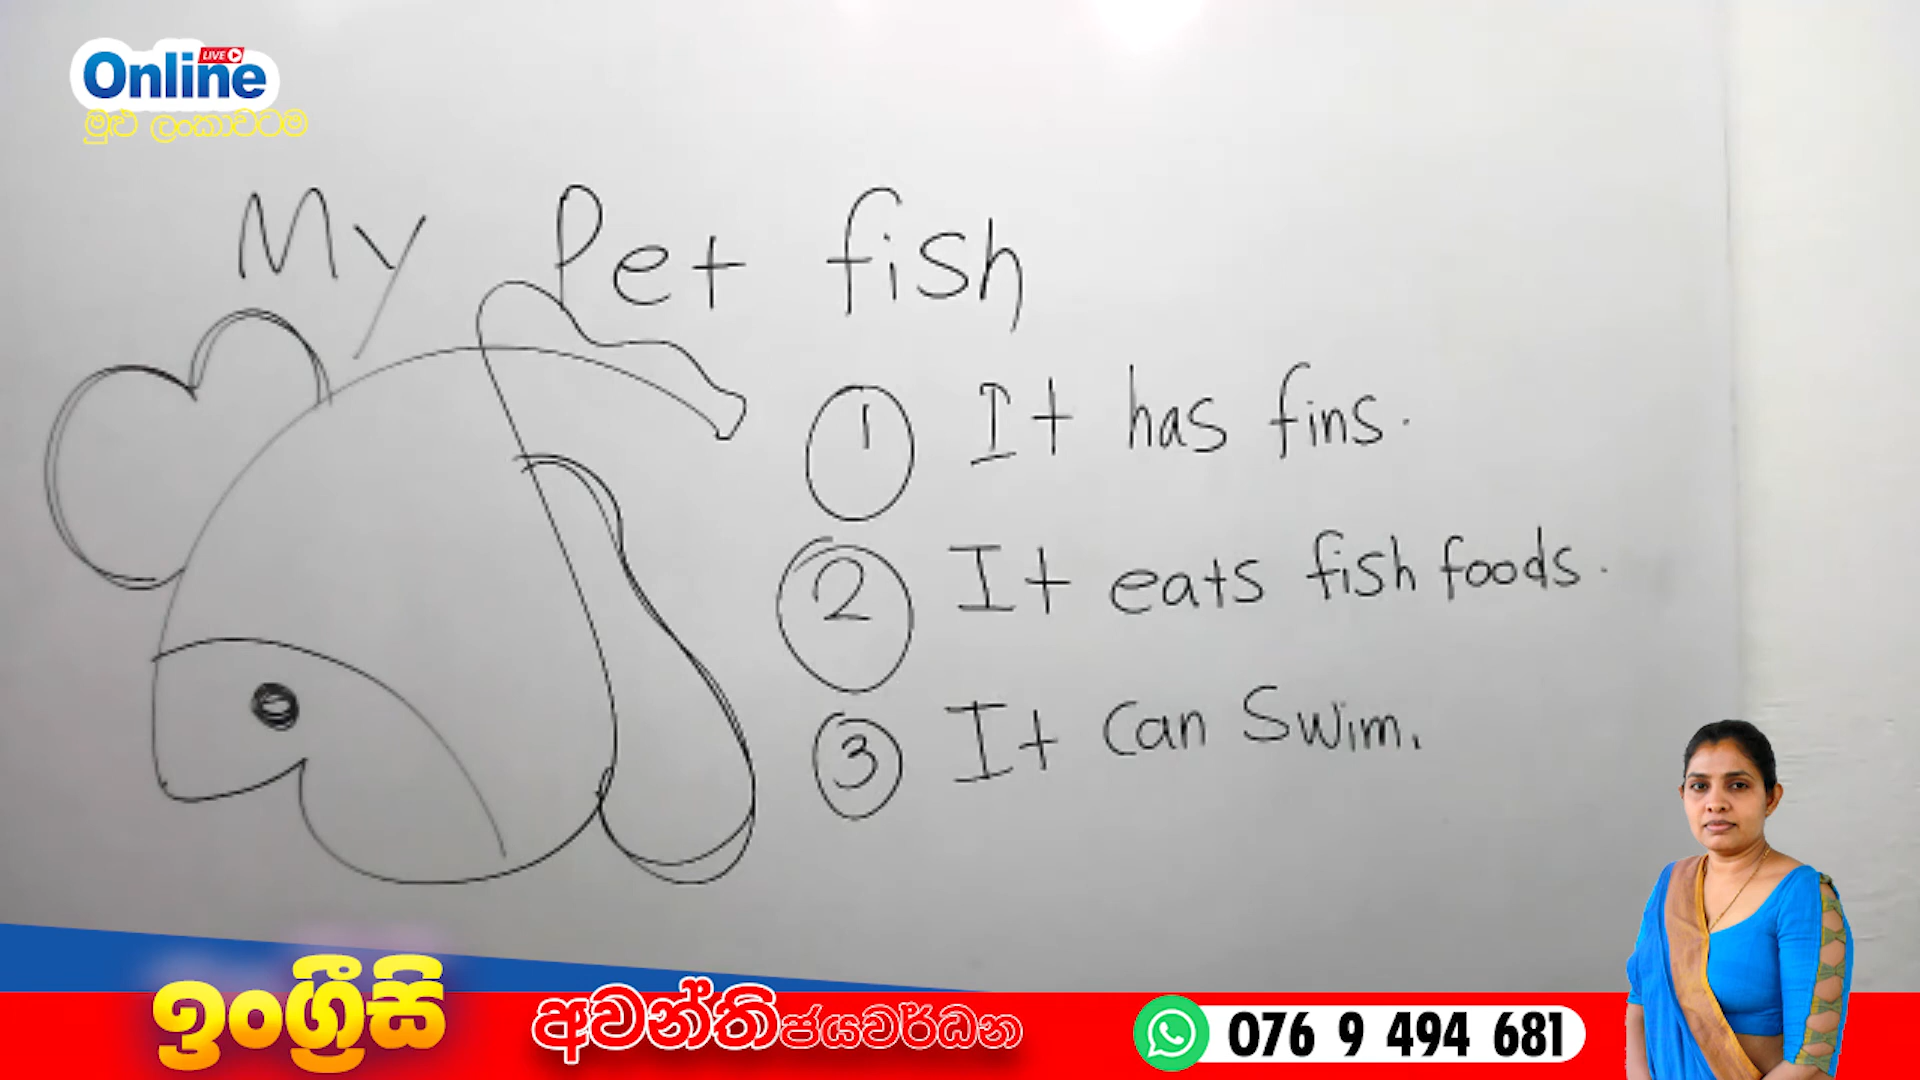 Online LIVE
මුළු ලංකාවටම
My Pet fish
1 It has fins.
2 It eats fish foods.
3 It can swim.
ඉංග්‍රීසි
අවන්ති ජයවර්ධන
076 9 494 681